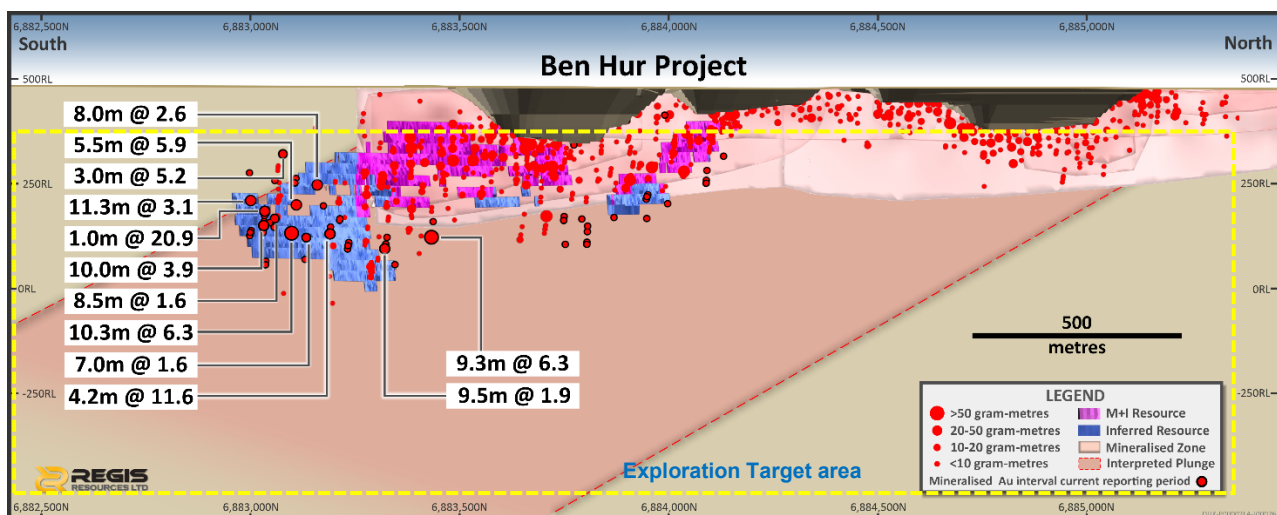 6,882,500N
6,883,000N
6,883,500N
6,884,000N
6,884,500N
6,885,000N
South
North
Ben Hur Project
500RL
500RL
8.0m @ 2.6
5.5m @ 5.9
3.0m @ 5.2
250RL
250RL
11.3m @ 3.1
1.0m @ 20.9
10.0m @ 3.9
0RL
0RL
8.5m @ 1.6
10.3m @ 6.3
500
metres
7.0m @ 1.6
9.3m @ 6.3
4.2m @ 11.6
9.5m @ 1.9
-250RL
-250RL
LEGEND
>50 gram-metres
M+I Resource
20-50 gram-metres
Inferred Resource
10-20 gram-metres
Mineralised Zone
<10 gram-metres
Interpreted Plunge
Mineralised Au interval current reporting period
REGIS
RESOURCES LTD
Exploration Target area
6,882,500N
6,883,000N
6,883,500N
6,884,000N
6,884,500N
6,885,000N